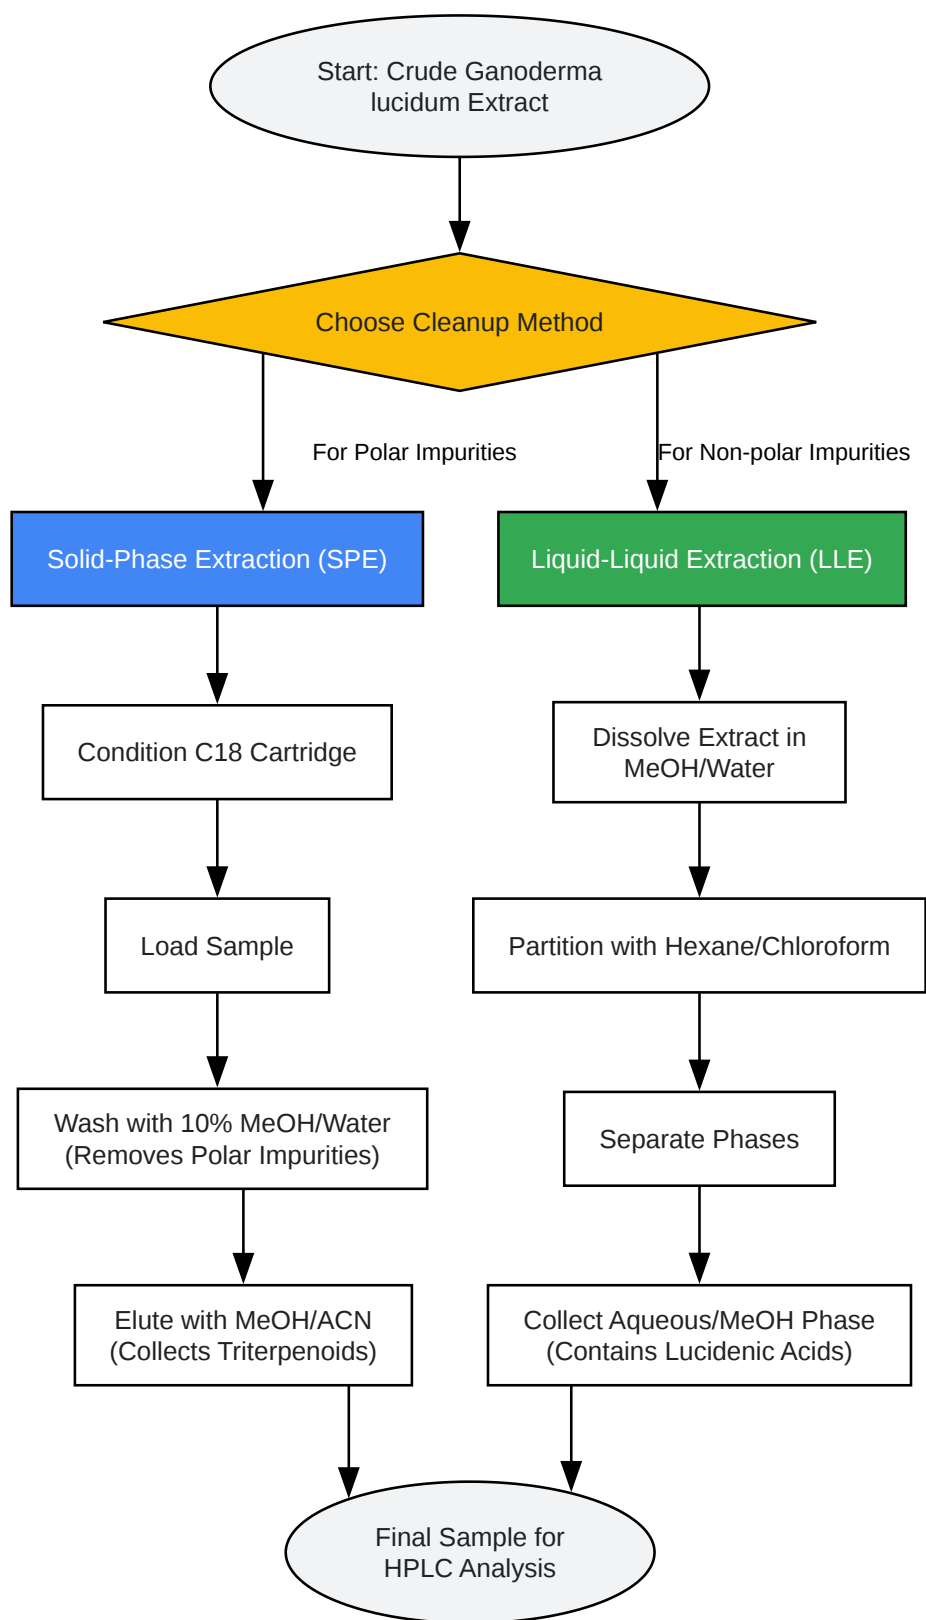 Start: Crude Ganoderma
lucidum Extract
Choose Cleanup Method
For Polar Impurities
For Non-polar Impurities
Solid-Phase Extraction (SPE)
Liquid-Liquid Extraction (LLE)
Condition C18 Cartridge
Dissolve Extract in
MeOH/Water
Load Sample
Partition with Hexane/Chloroform
Wash with 10% MeOH/Water
(Removes Polar Impurities)
Separate Phases
Elute with MeOH/ACN
(Collects Triterpenoids)
Collect Aqueous/MeOH Phase
(Contains Lucidenic Acids)
Final Sample for
HPLC Analysis